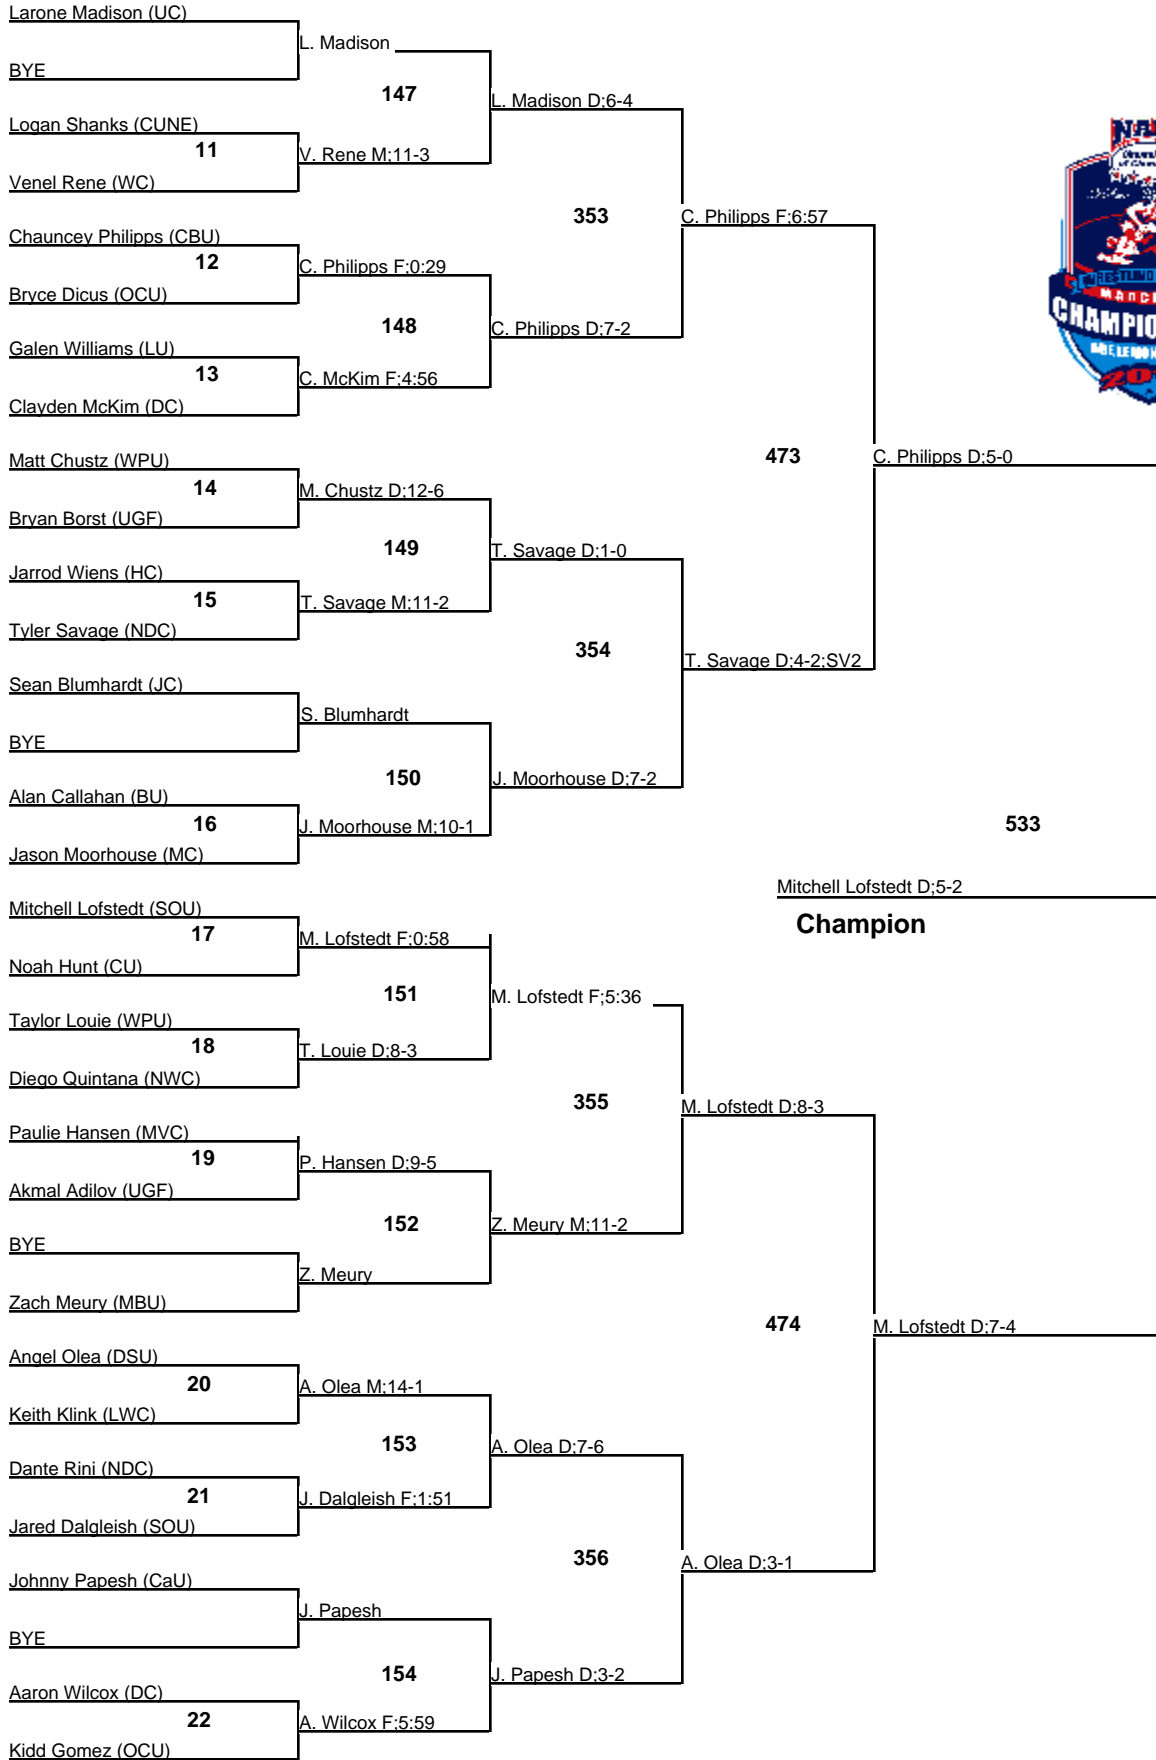 Larone Madison (UC)
L. Madison
BYE
147
L. Madison D;6-4
Logan Shanks (CUNE)
11
V. Rene M;11-3
Venel Rene (WC)
353
C. Philipps F;6:57
Chauncey Philipps (CBU)
12
C. Philipps F;0:29
Bryce Dicus (OCU)
148
C. Philipps D;7-2
Galen Williams (LU)
13
C. McKim F;4:56
Clayden McKim (DC)
473
C. Philipps D;5-0
Matt Chustz (WPU)
14
M. Chustz D;12-6
Bryan Borst (UGF)
149
T. Savage D;1-0
Jarrod Wiens (HC)
15
T. Savage M;11-2
Tyler Savage (NDC)
354
T. Savage D;4-2;SV2
Sean Blumhardt (JC)
S. Blumhardt
BYE
150
J. Moorhouse D;7-2
Alan Callahan (BU)
16
J. Moorhouse M;10-1
Jason Moorhouse (MC)
533
Mitchell Lofstedt D;5-2
Champion
Mitchell Lofstedt (SOU)
17
M. Lofstedt F;0:58
Noah Hunt (CU)
151
M. Lofstedt F;5:36
Taylor Louie (WPU)
18
T. Louie D;8-3
Diego Quintana (NWC)
355
M. Lofstedt D;8-3
Paulie Hansen (MVC)
19
P. Hansen D;9-5
Akmal Adilov (UGF)
152
Z. Meury M;11-2
BYE
Z. Meury
Zach Meury (MBU)
474
M. Lofstedt D;7-4
Angel Olea (DSU)
20
A. Olea M;14-1
Keith Klink (LWC)
153
A. Olea D;7-6
Dante Rini (NDC)
21
J. Dalgleish F;1:51
Jared Dalgleish (SOU)
356
A. Olea D;3-1
Johnny Papesh (CaU)
J. Papesh
BYE
154
J. Papesh D;3-2
Aaron Wilcox (DC)
22
A. Wilcox F;5:59
Kidd Gomez (OCU)